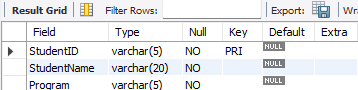 Result Grid Filter Rows: Export: Wra
Field Type Null Key Default Extra
StudentID varchar(5) NO PRI NULL
StudentName varchar(20) NO NULL
Program varchar(5) NO NULL